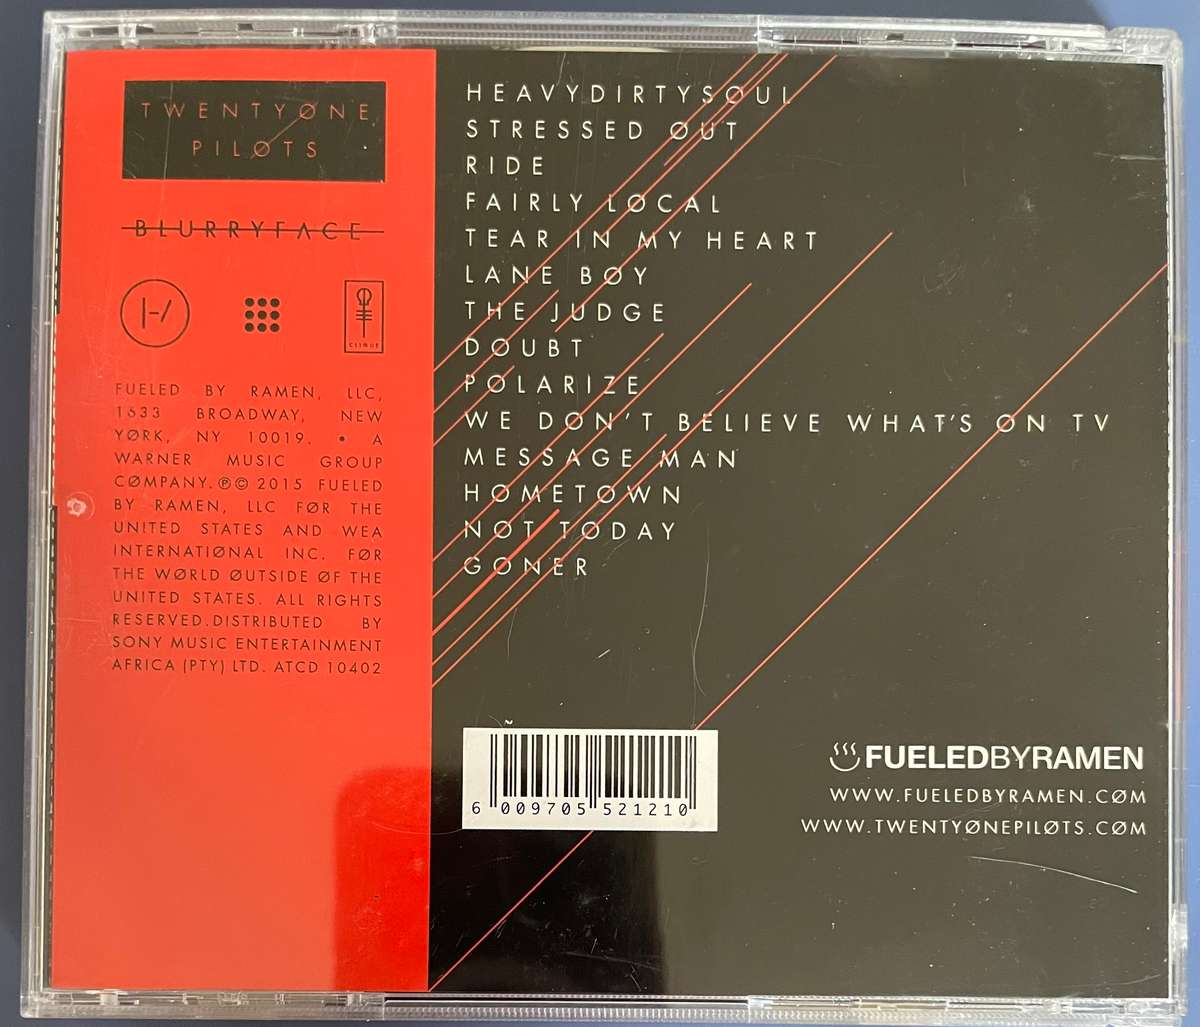 TWENTYØNE
PILØTS
BLURRYFACE
|-/
CLIQUE
FUELED BY RAMEN, LLC,
1633 BROADWAY, NEW
YØRK, NY 10019. • A
WARNER MUSIC GROUP
CØMPANY.℗© 2015 FUELED
BY RAMEN, LLC FØR THE
UNITED STATES AND WEA
INTERNATIØNAL INC. FØR
THE WØRLD ØUTSIDE ØF THE
UNITED STATES. ALL RIGHTS
RESERVED.DISTRIBUTED BY
SONY MUSIC ENTERTAINMENT
AFRICA (PTY) LTD. ATCD 10402
HEAVYDIRTYSOUL
STRESSED OUT
RIDE
FAIRLY LOCAL
TEAR IN MY HEART
LANE BOY
THE JUDGE
DOUBT
POLARIZE
WE DON'T BELIEVE WHAT'S ON TV
MESSAGE MAN
HOMETOWN
NOT TODAY
GONER
6 009705 521210
FUELEDBYRAMEN
WWW.FUELEDBYRAMEN.CØM
WWW.TWENTYØNEPILØTS.CØM